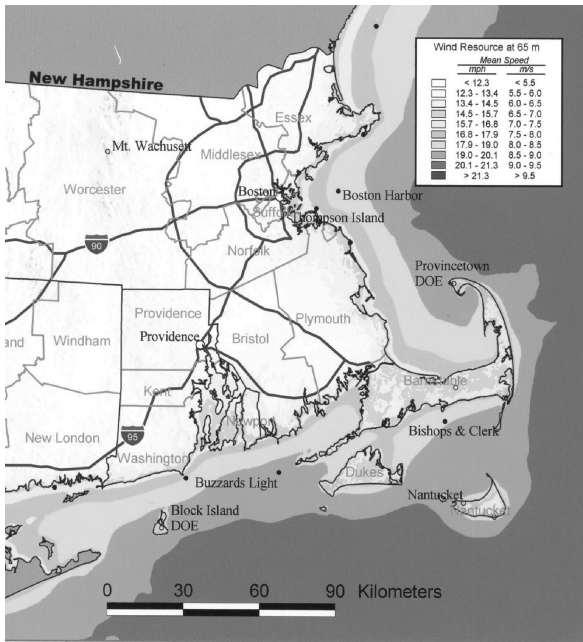 New Hampshire
Wind Resource at 65 m
Mean Speed
mph m/s
< 12.3 < 5.5
12.3 - 13.4 5.5 - 6.0
13.4 - 14.5 6.0 - 6.5
14.5 - 15.7 6.5 - 7.0
15.7 - 16.8 7.0 - 7.5
16.8 - 17.9 7.5 - 8.0
17.9 - 19.0 8.0 - 8.5
19.0 - 20.1 8.5 - 9.0
20.1 - 21.3 9.0 - 9.5
> 21.3 > 9.5
Essex
Mt. Wachusett
Middlesex
Worcester
Boston
Boston Harbor
Suffolk
Thompson Island
90
Norfolk
Provincetown
DOE
Providence
Plymouth
Windham
Providence
Bristol
and
Kent
Barnstable
95
New London
Newport
Bishops & Clerk
Washington
Dukes
Buzzards Light
Nantucket
Nantucket
Block Island
DOE
0 30 60 90 Kilometers